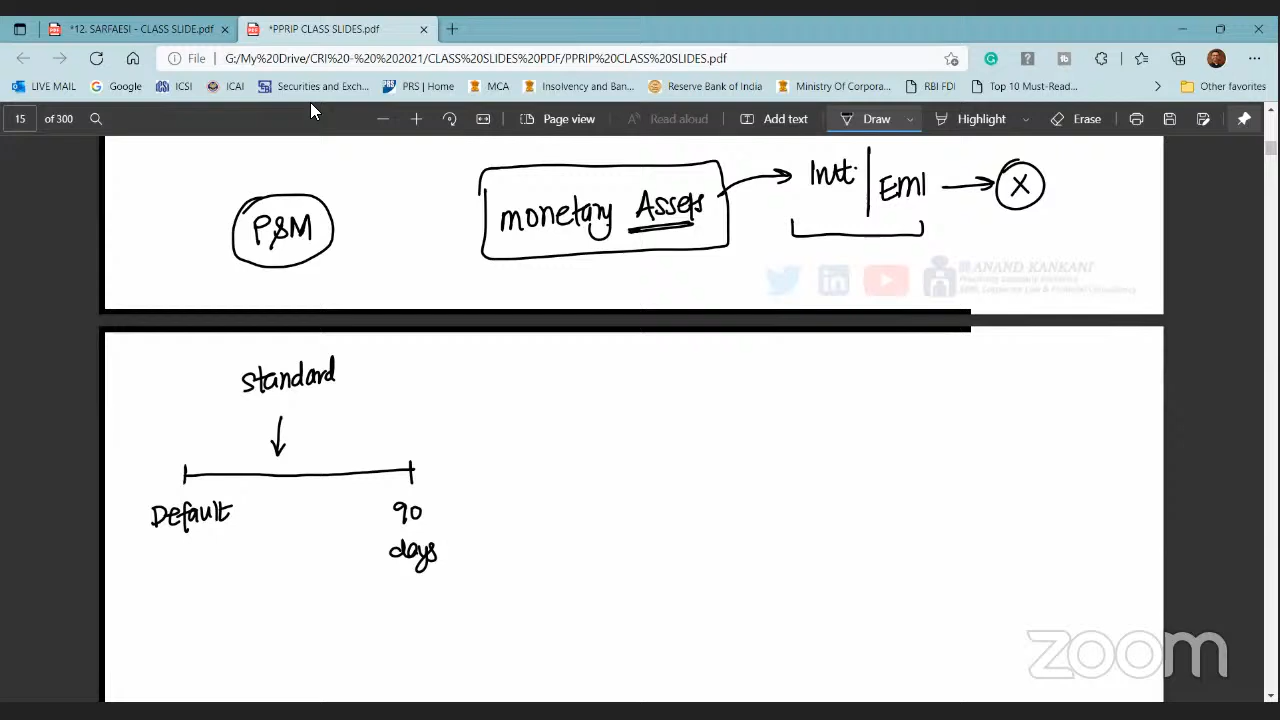 *12. SARFAESI - CLASS SLIDE.pdf
*PPRIP CLASS SLIDES.pdf
File
G:/My%20Drive/CRI%20-%20%202021/CLASS%20SLIDES%20PDF/PPRIP%20CLASS%20SLIDES.pdf
LIVE MAIL
Google
ICSI
ICAI
Securities and Exch...
PRS | Home
MCA
Insolvency and Ban...
Reserve Bank of India
Ministry Of Corpora...
RBI FDI
Top 10 Must-Read...
Other favorites
15 of 300
Page view
Read aloud
Add text
Draw
Highlight
Erase
P&M
monetary Assets
Intt. | EMI
X
ANAND KANKANI
Standard
Default
90
days
zoom